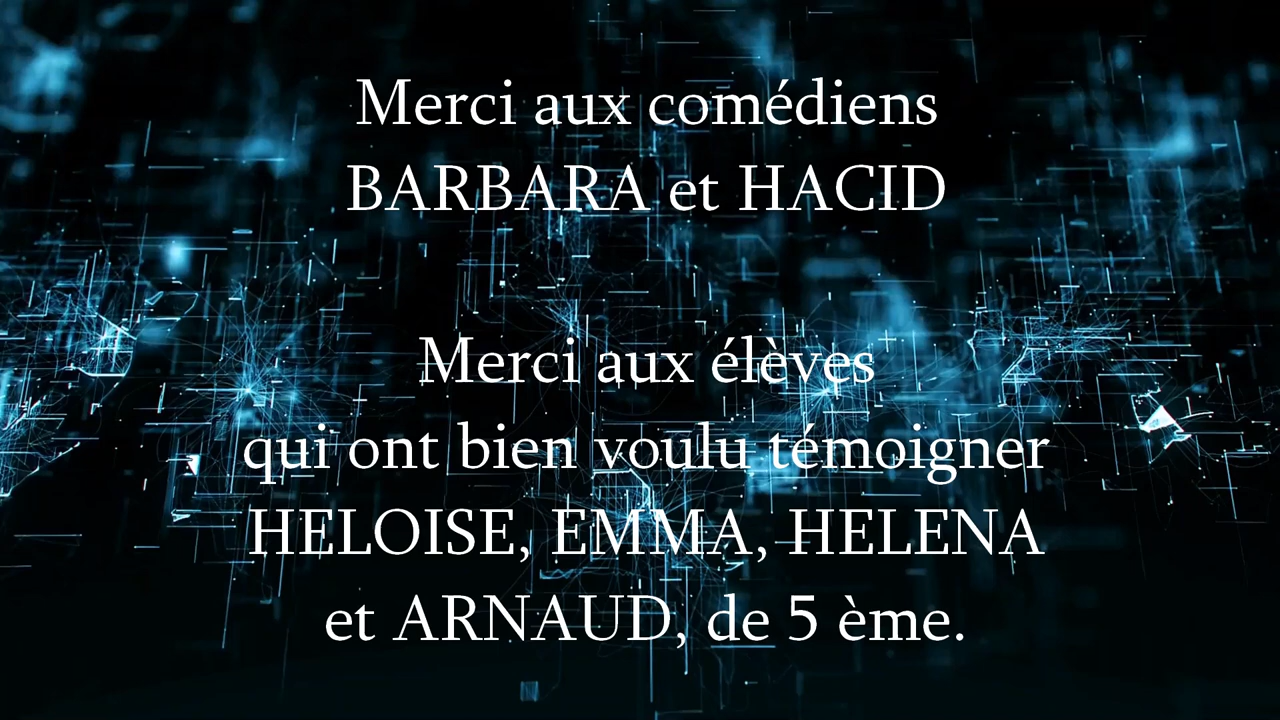 Merci aux comédiens
BARBARA et HACID
Merci aux élèves
qui ont bien voulu témoigner
HELOISE, EMMA, HELENA
et ARNAUD, de 5 ème.